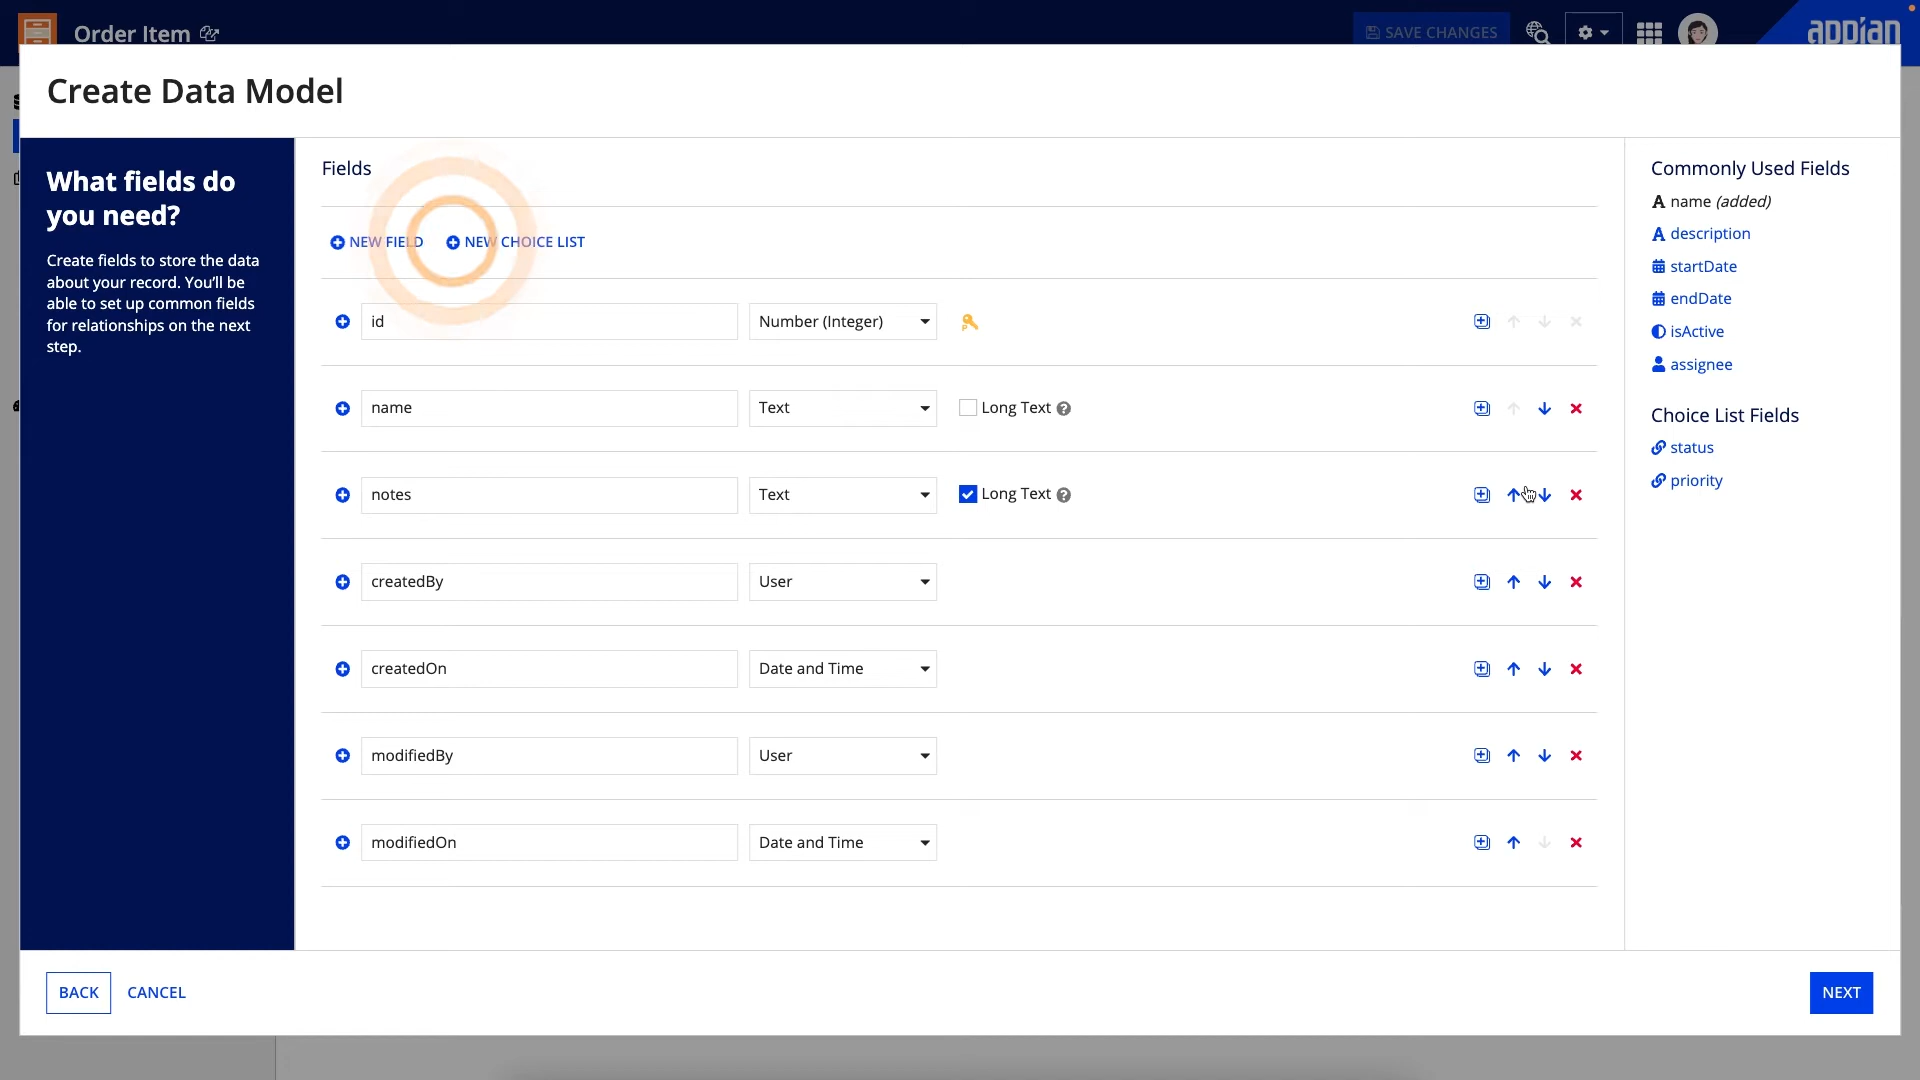 Order Item
SAVE CHANGES
appian
Create Data Model
What fields do
you need?
Create fields to store the data
about your record. You'll be
able to set up common fields
for relationships on the next
step.
Fields
NEW FIELD
NEW CHOICE LIST
id
Number (Integer)
name
Text
Long Text
notes
Text
Long Text
createdBy
User
createdOn
Date and Time
modifiedBy
User
modifiedOn
Date and Time
Commonly Used Fields
A name (added)
A description
startDate
endDate
isActive
assignee
Choice List Fields
status
priority
BACK
CANCEL
NEXT